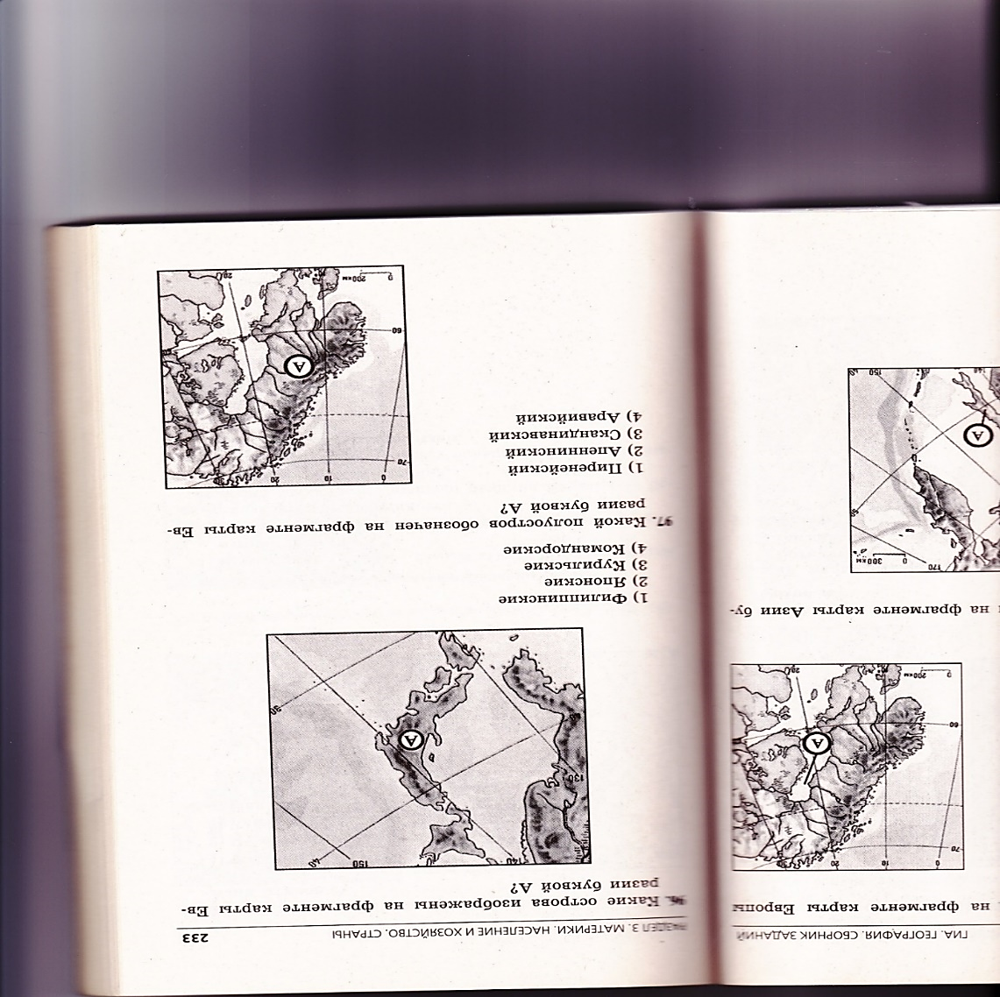 ГИА. ГЕОГРАФИЯ. СБОРНИК ЗАДАНИЙ
на фрагменте карты Европы
70
0
10
20
30
60
A
0 200 км
20
на фрагменте карты Азии бу-
170
0 300 км
A
150
140
РАЗДЕЛ 3. МАТЕРИКИ. НАСЕЛЕНИЕ И ХОЗЯЙСТВО. СТРАНЫ
233
96. Какие острова изображены на фрагменте карты Ев-
разии буквой А?
140
150
40
130
A
30
1) Филиппинские
2) Японские
3) Курильские
4) Командорские
97. Какой полуостров обозначен на фрагменте карты Ев-
разии буквой А?
1) Пиренейский
2) Апеннинский
3) Скандинавский
4) Аравийский
70
0
10
20
60
A
0 200 км
20